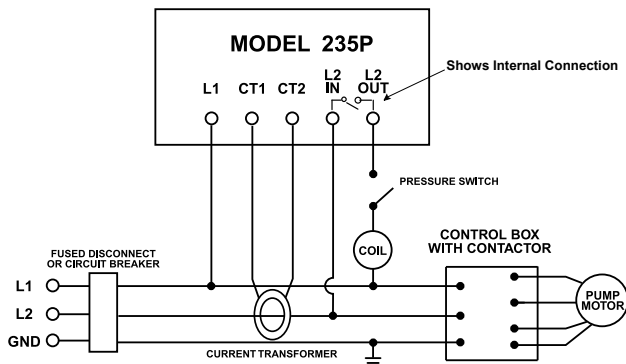 MODEL 235P
L1 CT1 CT2 L2 IN L2 OUT
Shows Internal Connection
PRESSURE SWITCH
COIL
CONTROL BOX
WITH CONTACTOR
FUSED DISCONNECT
OR CIRCUIT BREAKER
L1
L2
GND
PUMP
MOTOR
CURRENT TRANSFORMER